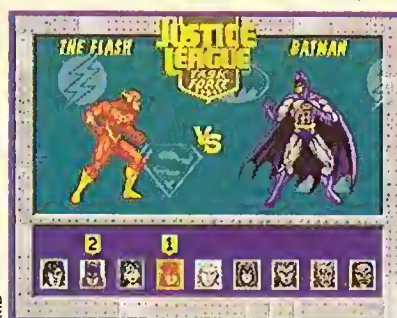 THE FLASH
JUSTICE
LEAGUE
TASK
FORCE
BATMAN
VS
2
1